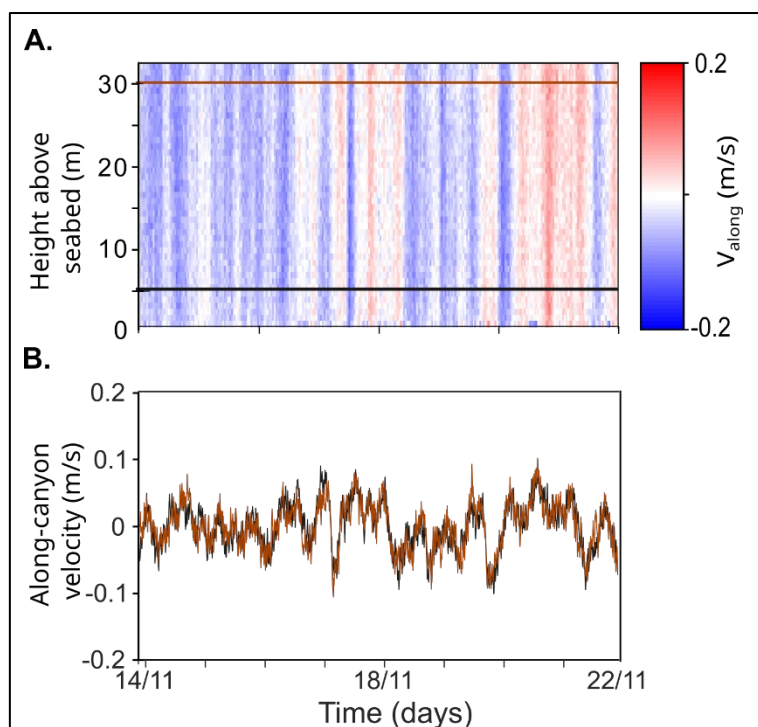 A.
Height above
seabed (m)
30
20
10
0
0.2
V along (m/s)
-0.2
B.
Along-canyon
velocity (m/s)
0.2
0.1
0
-0.1
-0.2
14/11
18/11
22/11
Time (days)